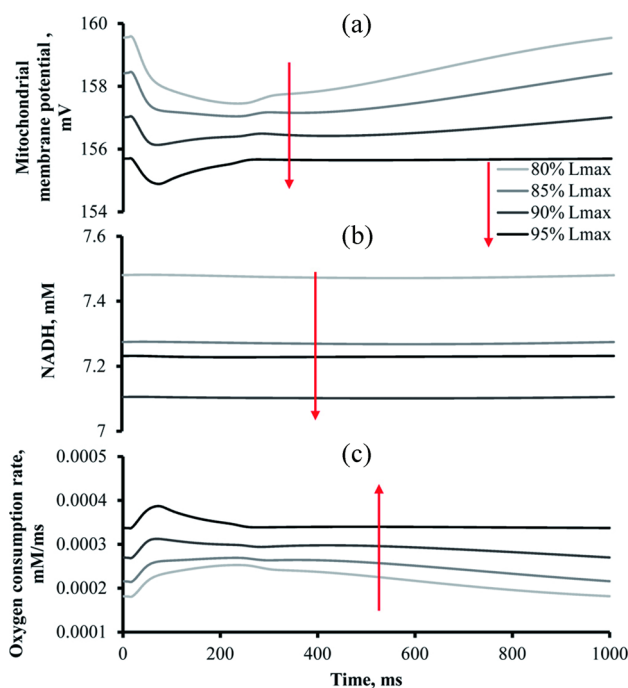 (a)
160
158
156
154
Mitochondrial
membrane potential ,
mV
80% Lmax
85% Lmax
90% Lmax
95% Lmax
(b)
7.6
7.4
7.2
7
NADH, mM
(c)
0.0005
0.0004
0.0003
0.0002
0.0001
Oxygen consumption rate,
mM/ms
0 200 400 600 800 1000
Time, ms